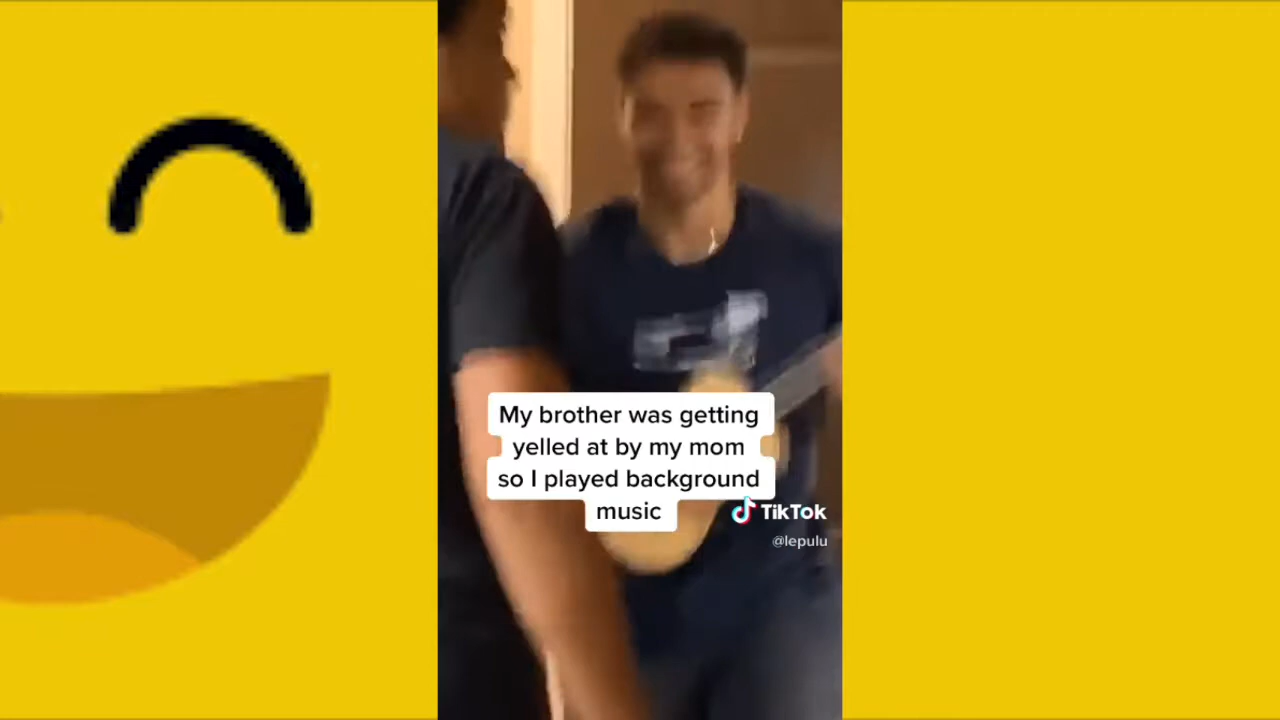 My brother was getting
yelled at by my mom
so I played background
music
TikTok
@lepulu